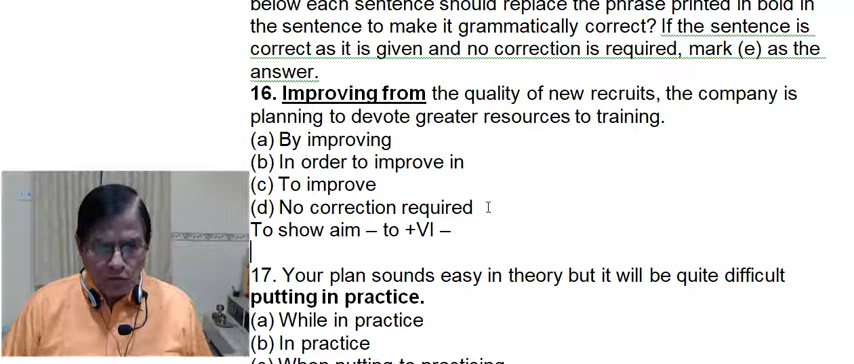 below each sentence should replace the phrase printed in bold in
the sentence to make it grammatically correct? If the sentence is
correct as it is given and no correction is required, mark (e) as the
answer.
16. Improving from the quality of new recruits, the company is
planning to devote greater resources to training.
(a) By improving
(b) In order to improve in
(c) To improve
(d) No correction required
To show aim – to +VI –
17. Your plan sounds easy in theory but it will be quite difficult
putting in practice.
(a) While in practice
(b) In practice
(c) When putting to practising